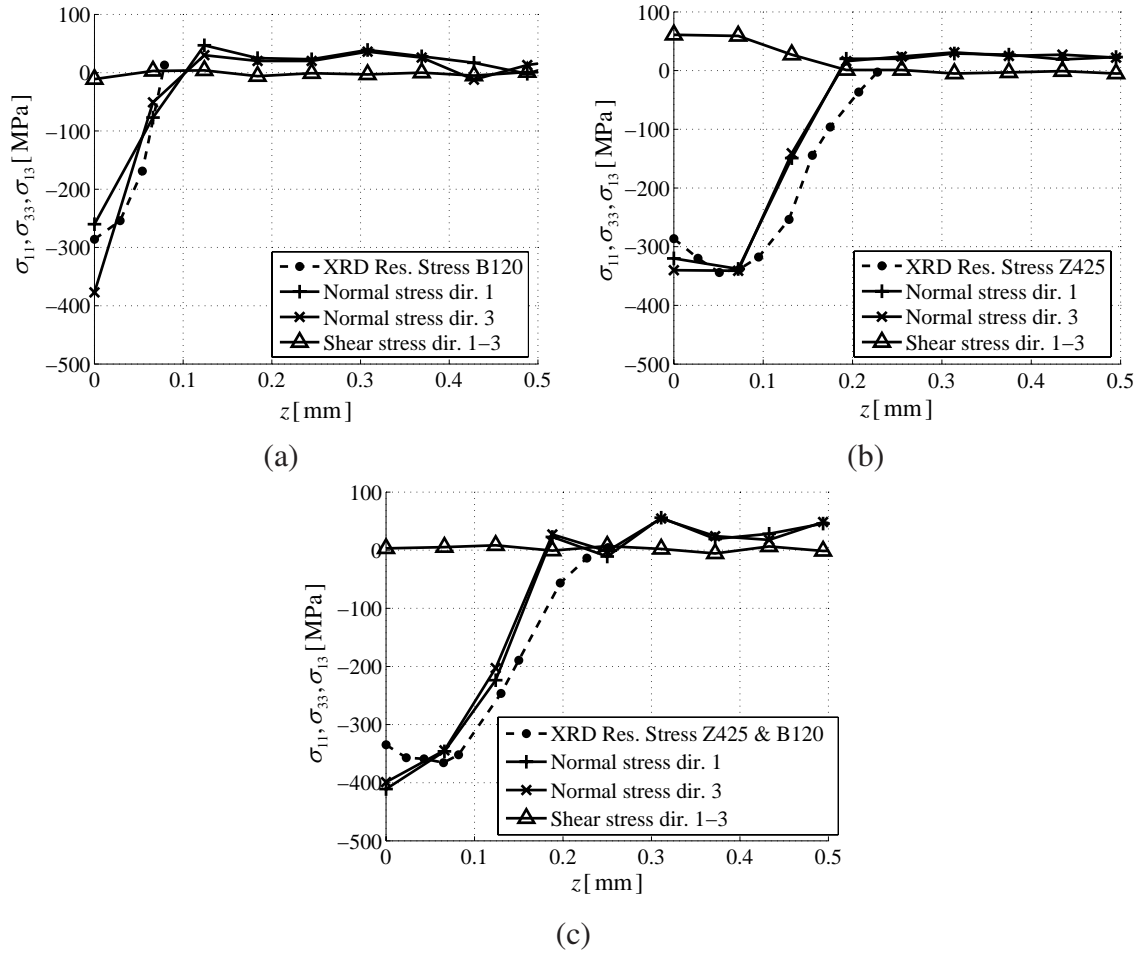 100
0
−100
−200
−300
−400
−500
σ11, σ33, σ13 [MPa]
XRD Res. Stress B120
Normal stress dir. 1
Normal stress dir. 3
Shear stress dir. 1−3
0 0.1 0.2 0.3 0.4 0.5
z [mm]
(a)
100
0
−100
−200
−300
−400
−500
σ11, σ33, σ13 [MPa]
XRD Res. Stress Z425
Normal stress dir. 1
Normal stress dir. 3
Shear stress dir. 1−3
0 0.1 0.2 0.3 0.4 0.5
z [mm]
(b)
100
0
−100
−200
−300
−400
−500
σ11, σ33, σ13 [MPa]
XRD Res. Stress Z425 & B120
Normal stress dir. 1
Normal stress dir. 3
Shear stress dir. 1−3
0 0.1 0.2 0.3 0.4 0.5
z [mm]
(c)